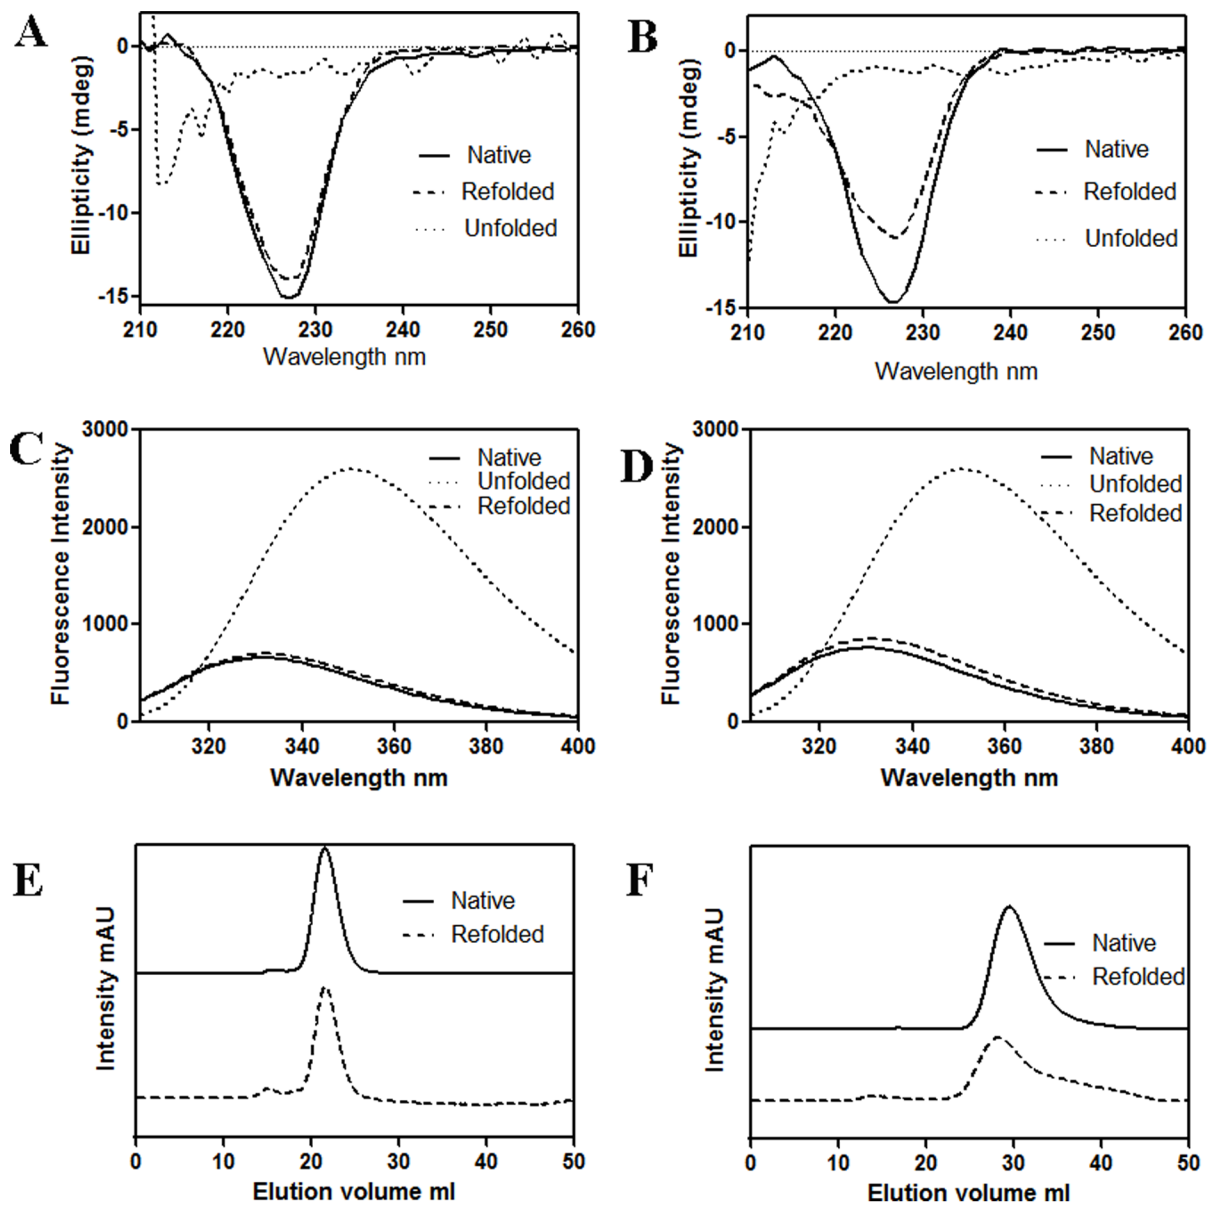 A
Ellipticity (mdeg)
0
-5
-10
-15
Native
Refolded
Unfolded
210 220 230 240 250 260
Wavelength nm
B
Ellipticity (mdeg)
0
-5
-10
-15
Native
Refolded
Unfolded
210 220 230 240 250 260
Wavelength nm
C
Fluorescence Intensity
3000
2000
1000
0
Native
Unfolded
Refolded
320 340 360 380 400
Wavelength nm
D
Fluorescence Intensity
3000
2000
1000
0
Native
Unfolded
Refolded
320 340 360 380 400
Wavelength nm
E
Intensity mAU
Native
Refolded
0 10 20 30 40 50
Elution volume ml
F
Intensity mAU
Native
Refolded
0 10 20 30 40 50
Elution volume ml